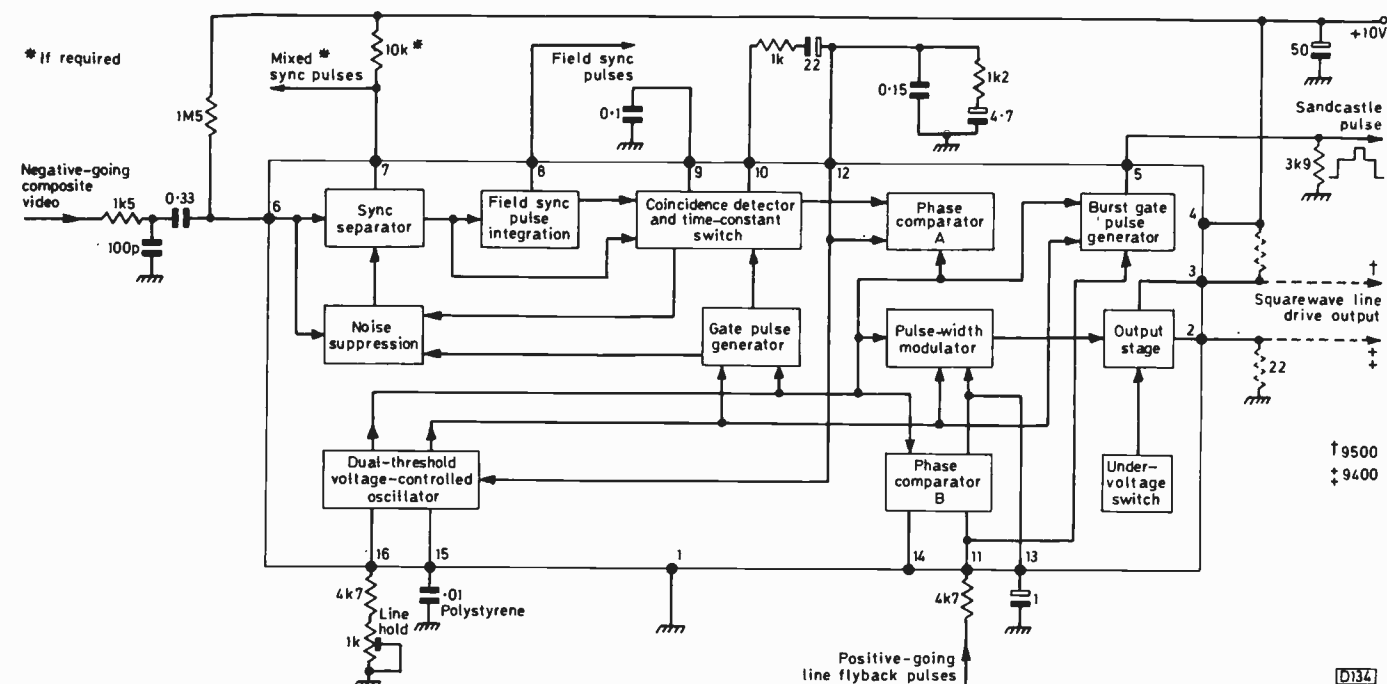 * If required
10k *
Mixed *
sync pulses
Field sync
pulses
1k
22
50
+10V
1M5
0·1
0·15
1k2
4·7
Sandcastle
pulse
3k9
Negative-going
composite
video
1k5
0·33
100p
6
7
8
9
10
12
5
4
3
2
Sync
separator
Field sync
pulse
integration
Coincidence detector
and time-constant
switch
Phase
comparator
A
Burst gate
pulse
generator
†
Squarewave line
drive output
‡
22
Noise
suppression
Gate pulse
generator
Pulse-width
modulator
Output
stage
Dual-threshold
voltage-controlled
oscillator
Phase
comparator
B
Under-
voltage
switch
† 9500
‡ 9400
16
15
1
14
11
13
4k7
·01
Polystyrene
Line
hold
1k
4k7
1
Positive-going
line flyback pulses
D134